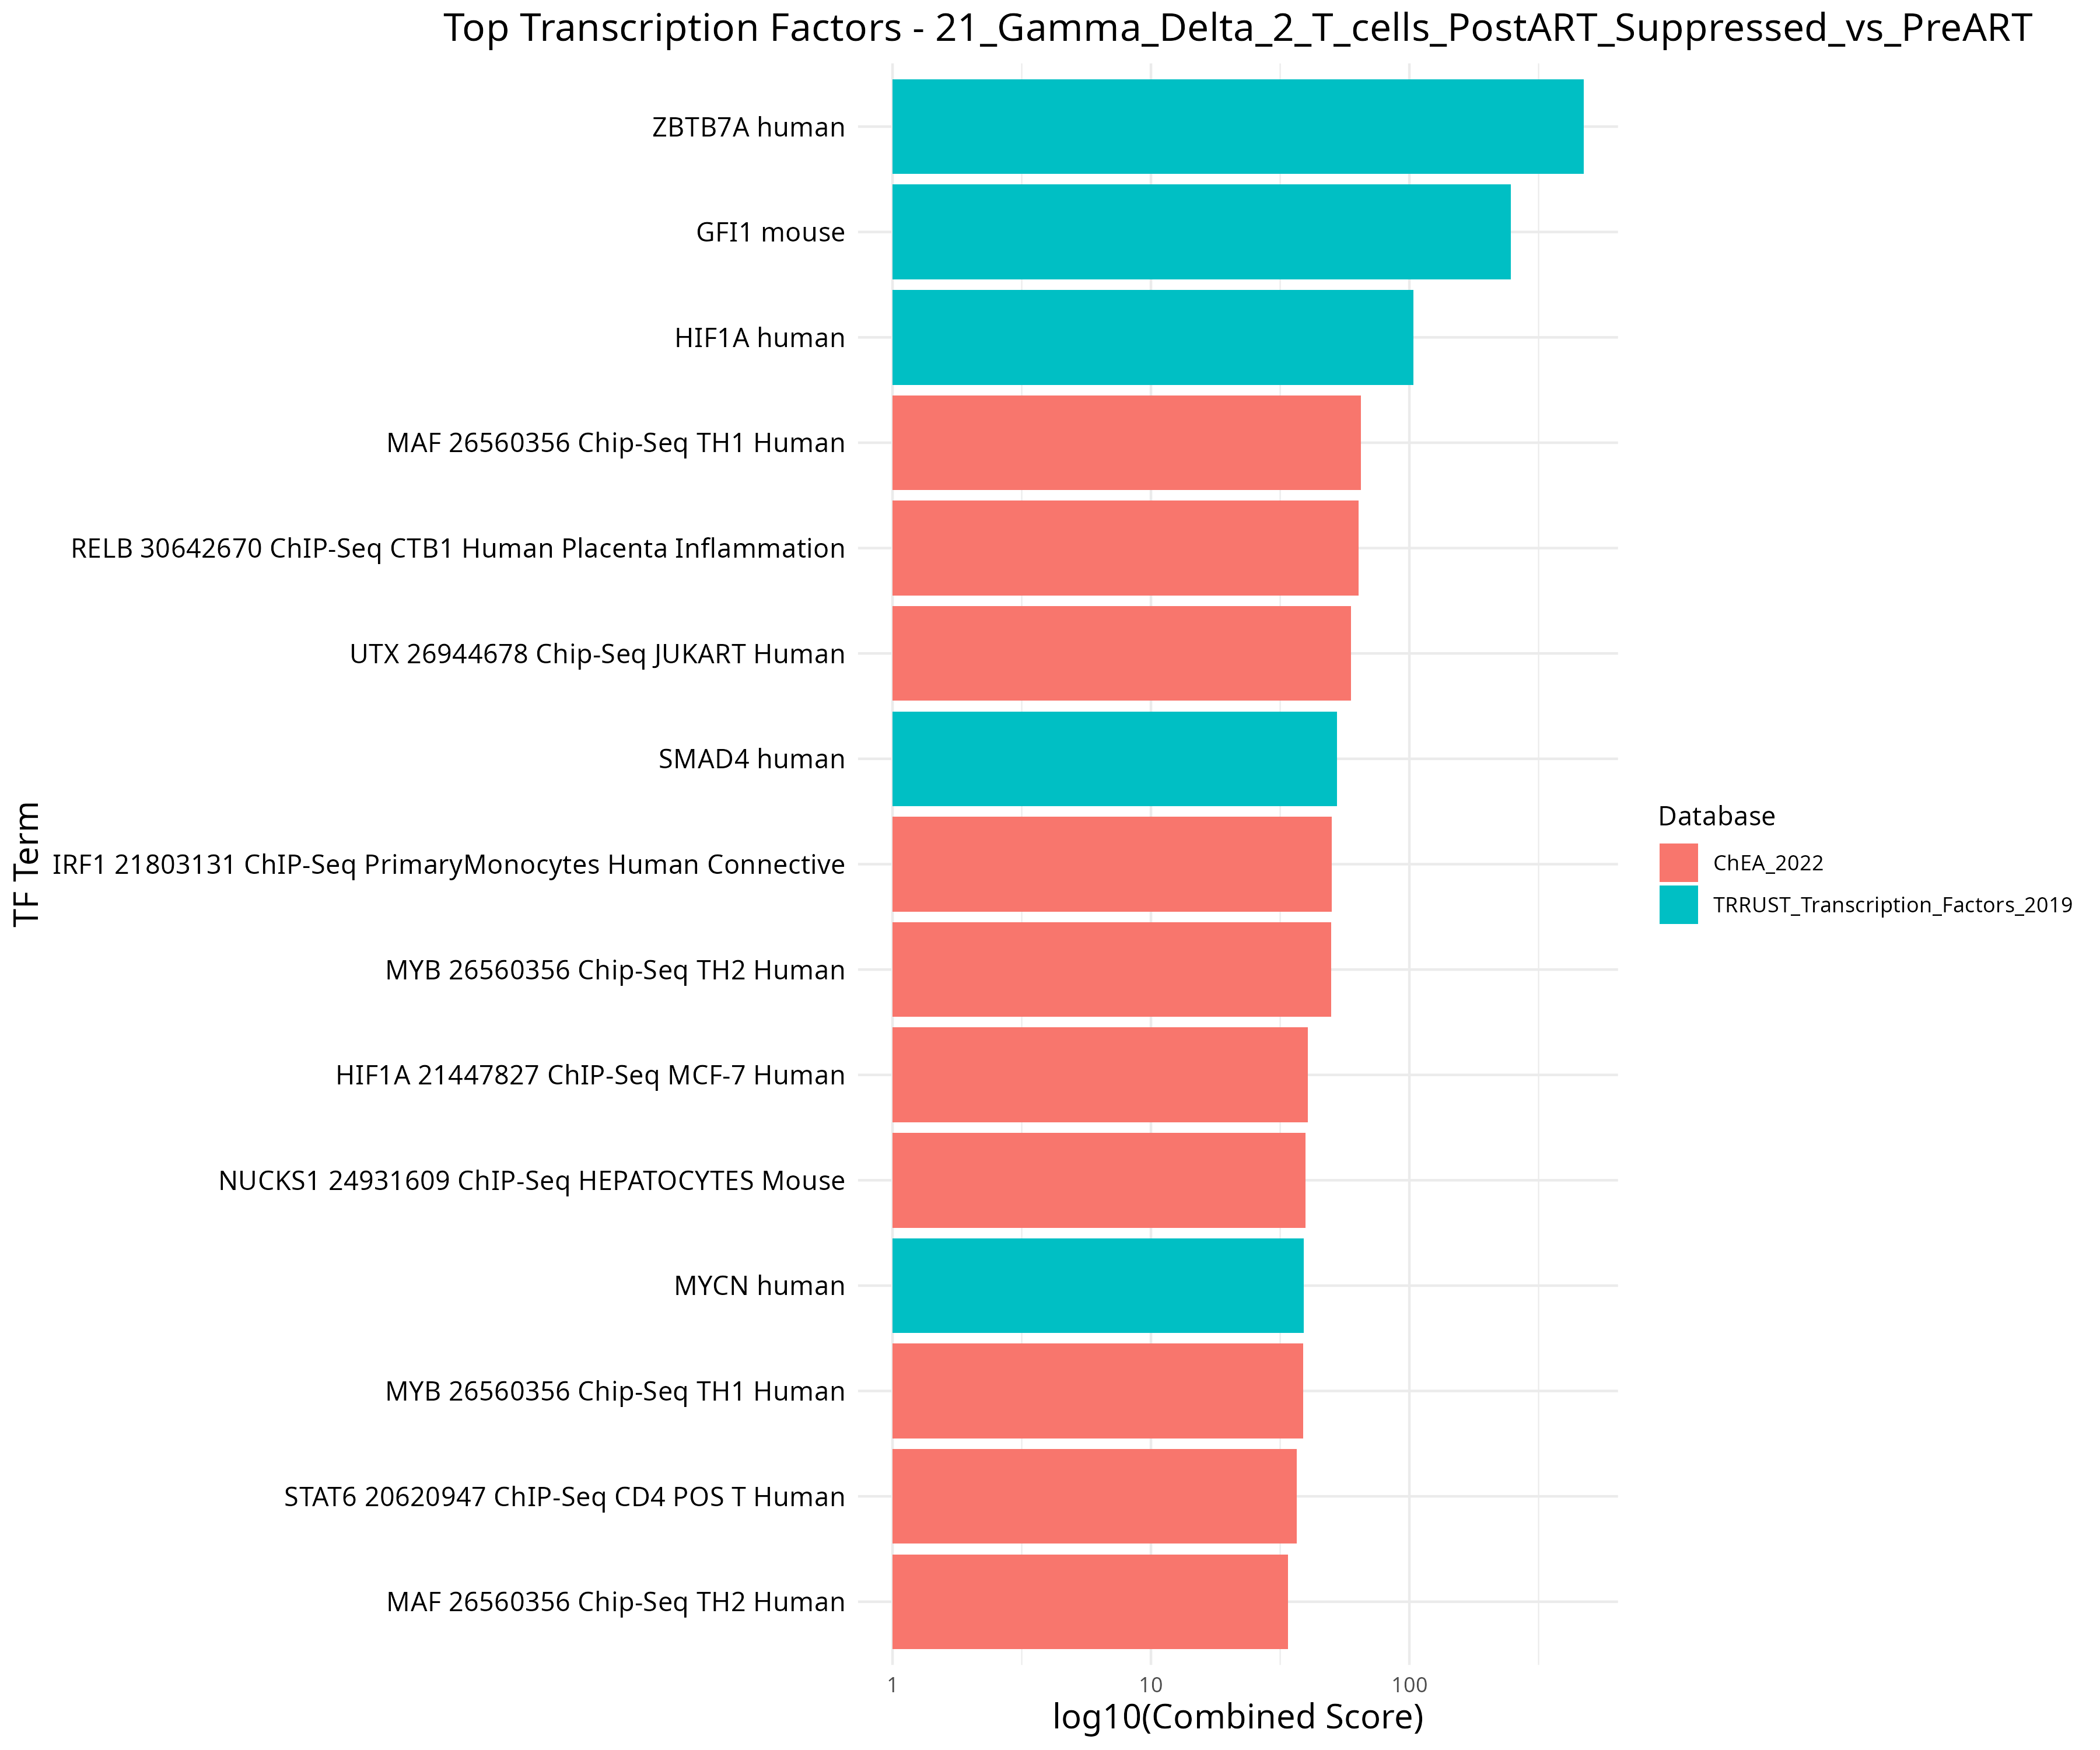 Top Transcription Factors - 21_Gamma_Delta_2_T_cells_PostART_Suppressed_vs_PreART
ZBTB7A human
GFI1 mouse
HIF1A human
MAF 26560356 Chip-Seq TH1 Human
RELB 30642670 ChIP-Seq CTB1 Human Placenta Inflammation
UTX 26944678 Chip-Seq JUKART Human
SMAD4 human
IRF1 21803131 ChIP-Seq PrimaryMonocytes Human Connective
MYB 26560356 Chip-Seq TH2 Human
HIF1A 21447827 ChIP-Seq MCF-7 Human
NUCKS1 24931609 ChIP-Seq HEPATOCYTES Mouse
MYCN human
MYB 26560356 Chip-Seq TH1 Human
STAT6 20620947 ChIP-Seq CD4 POS T Human
MAF 26560356 Chip-Seq TH2 Human
TF Term
1 10 100
log10(Combined Score)
Database
ChEA_2022
TRRUST_Transcription_Factors_2019